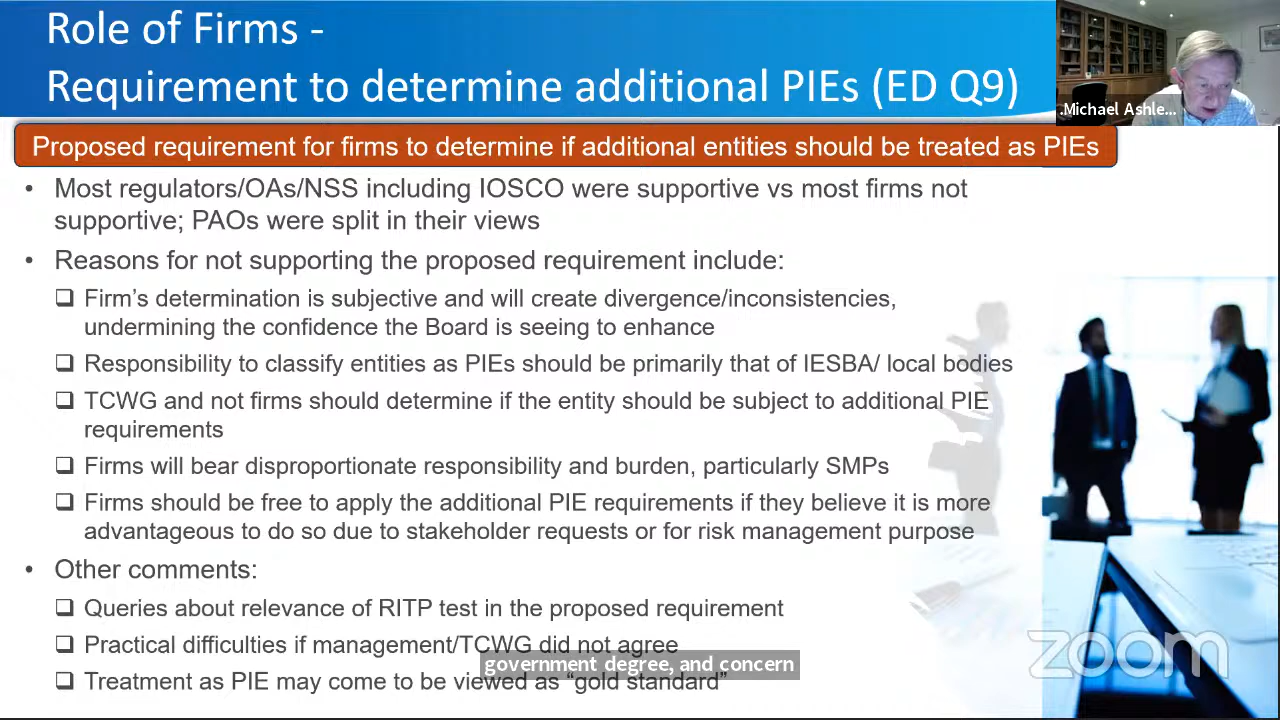 Role of Firms -
Requirement to determine additional PIEs (ED Q9)
.Michael Ashle...
Proposed requirement for firms to determine if additional entities should be treated as PIEs
• Most regulators/OAs/NSS including IOSCO were supportive vs most firms not
supportive; PAOs were split in their views
• Reasons for not supporting the proposed requirement include:
❑ Firm's determination is subjective and will create divergence/inconsistencies,
undermining the confidence the Board is seeing to enhance
❑ Responsibility to classify entities as PIEs should be primarily that of IESBA/ local bodies
❑ TCWG and not firms should determine if the entity should be subject to additional PIE
requirements
❑ Firms will bear disproportionate responsibility and burden, particularly SMPs
❑ Firms should be free to apply the additional PIE requirements if they believe it is more
advantageous to do so due to stakeholder requests or for risk management purpose
• Other comments:
❑ Queries about relevance of RITP test in the proposed requirement
❑ Practical difficulties if management/TCWG did not agree
government degree, and concern
❑ Treatment as PIE may come to be viewed as "gold standard"
zoom